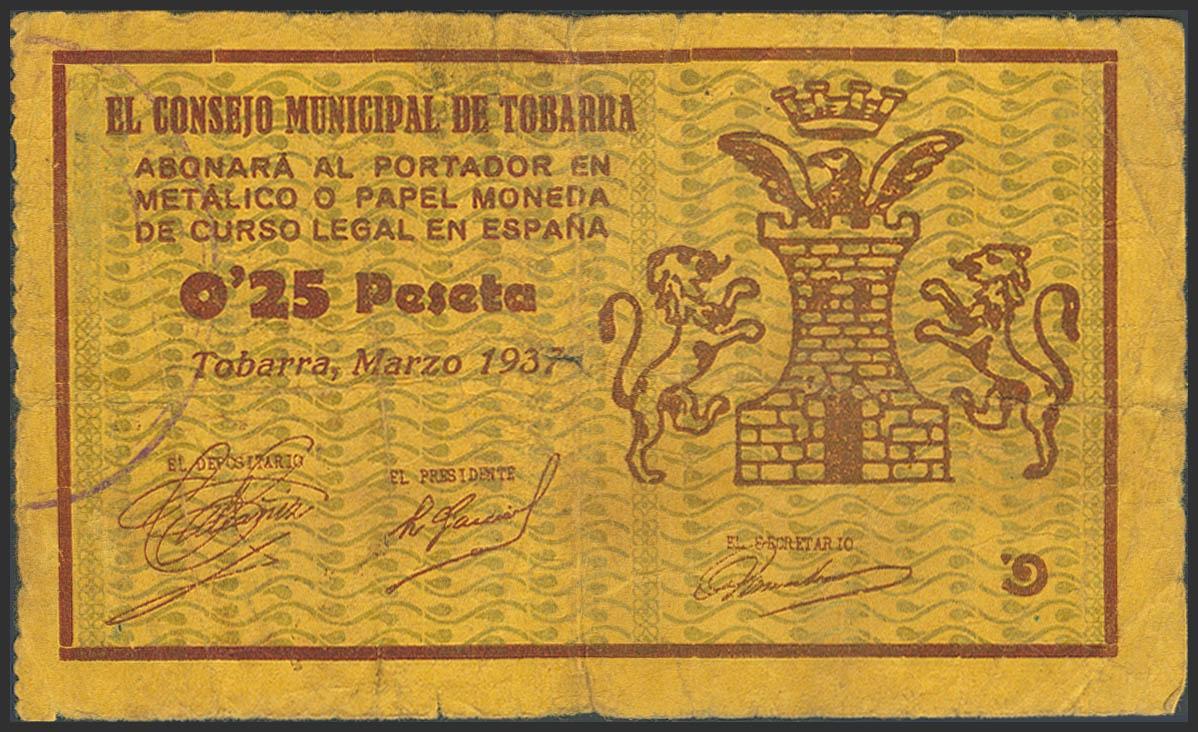 EL CONSEJO MUNICIPAL DE TOBARRA
ABONARÁ AL PORTADOR EN
METÁLICO O PAPEL MONEDA
DE CURSO LEGAL EN ESPAÑA
0'25 Peseta
Tobarra, Marzo 1937
EL DEPOSITARIO
EL PRESIDENTE
EL SECRETARIO